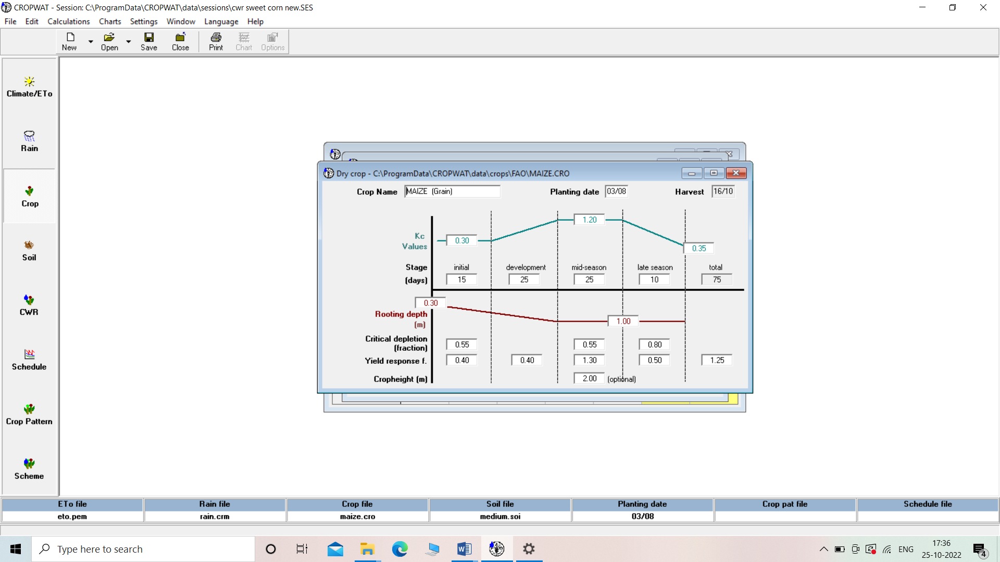 CROPWAT - Session: C:\ProgramData\CROPWAT\data\sessions\cwr sweet corn new.SES
File Edit Calculations Charts Settings Window Language Help
New Open Save Close Print Chart Options
Climate/ETo
Rain
Crop
Soil
CWR
Schedule
Crop Pattern
Scheme
Dry crop - C:\ProgramData\CROPWAT\data\crops\FAO\MAIZE.CRO
Crop Name MAIZE (Grain) Planting date 03/08 Harvest 16/10
Kc Values 0.30 1.20 0.35
Stage initial development mid-season late season total
(days) 15 25 25 10 75
0.30
Rooting depth (m) 1.00
Critical depletion (fraction) 0.55 0.55 0.80
Yield response f. 0.40 0.40 1.30 0.50 1.25
Cropheight (m) 2.00 (optional)
ETo file Rain file Crop file Soil file Planting date Crop pat file Schedule file
eto.pem rain.crm maize.cro medium.soi 03/08
Type here to search
ENG
17:36
25-10-2022
4